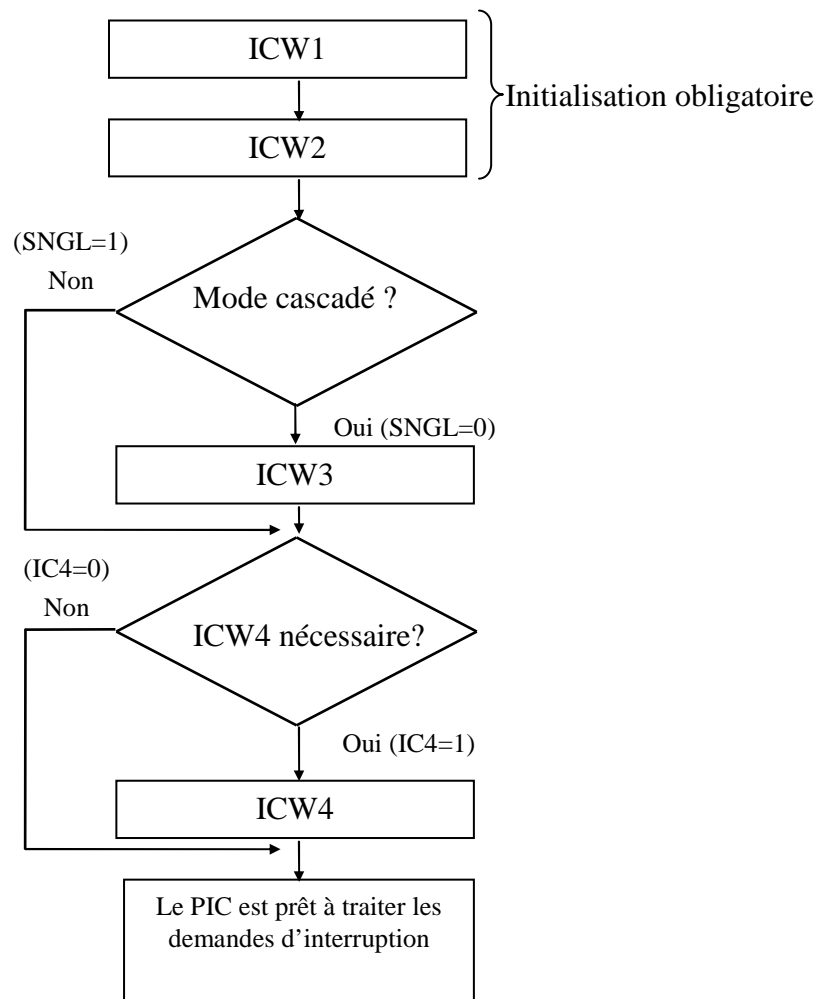 ICW1
Initialisation obligatoire
ICW2
(SNGL=1)
Non
Mode cascadé ?
Oui (SNGL=0)
ICW3
(IC4=0)
Non
ICW4 nécessaire?
Oui (IC4=1)
ICW4
Le PIC est prêt à traiter les
demandes d’interruption